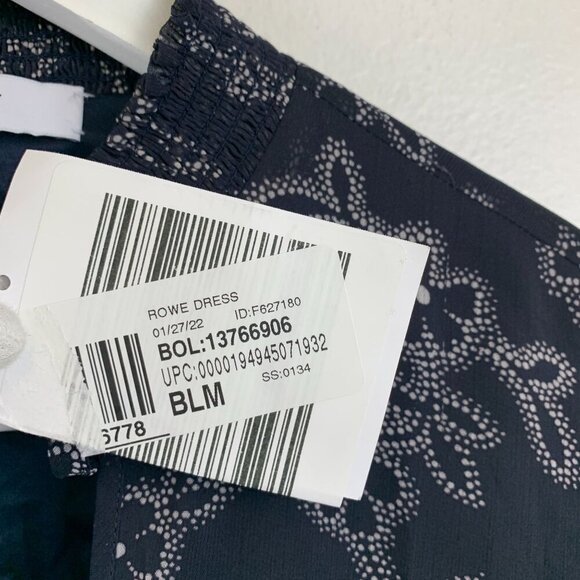 ROWE DRESS
01/27/22 ID:F627180
BOL:13766906
UPC:0000194945071932
SS:0134
BLM
6778